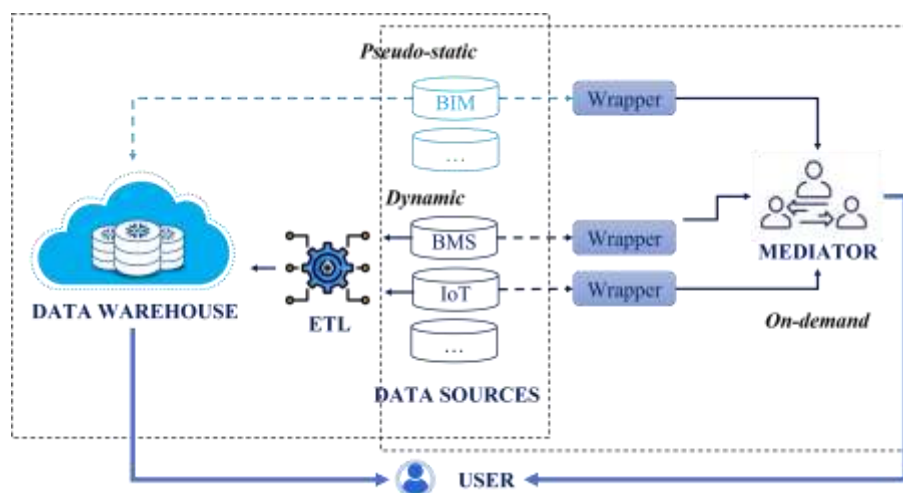 Pseudo-static
BIM
Wrapper
...
Dynamic
BMS
Wrapper
MEDIATOR
IoT
Wrapper
DATA WAREHOUSE
ETL
On-demand
...
DATA SOURCES
USER